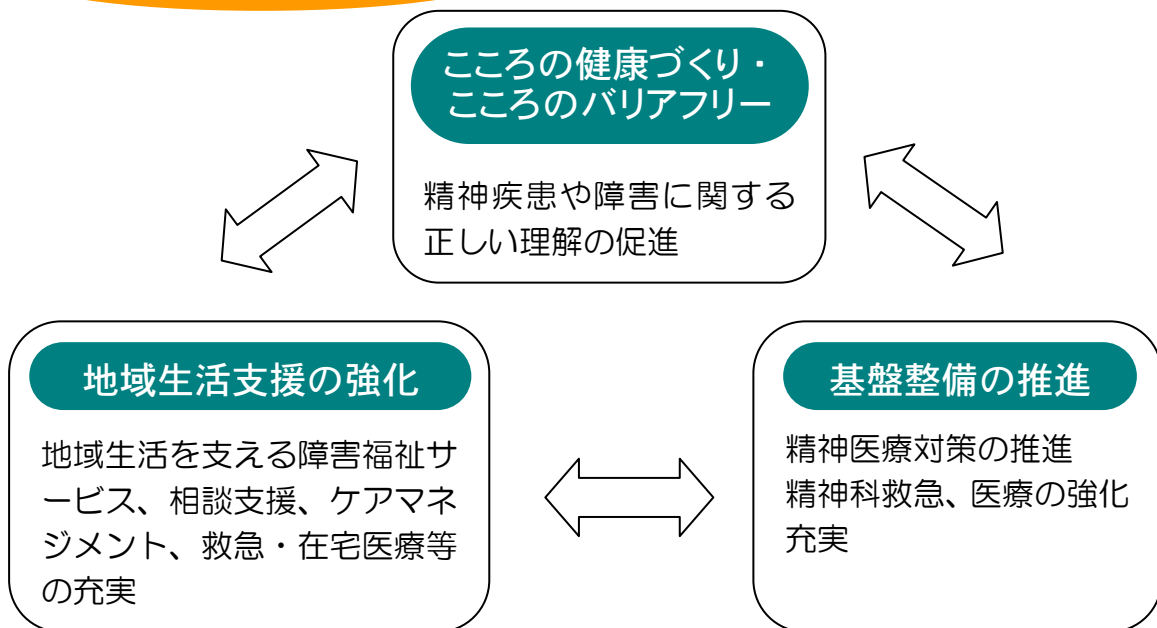 こころの健康づくり・
こころのバリアフリー
精神疾患や障害に関する
正しい理解の促進
地域生活支援の強化
地域生活を支える障害福祉サ
ービス、相談支援、ケアマネ
ジメント、救急・在宅医療等
の充実
基盤整備の推進
精神医療対策の推進
精神科救急、医療の強化
充実